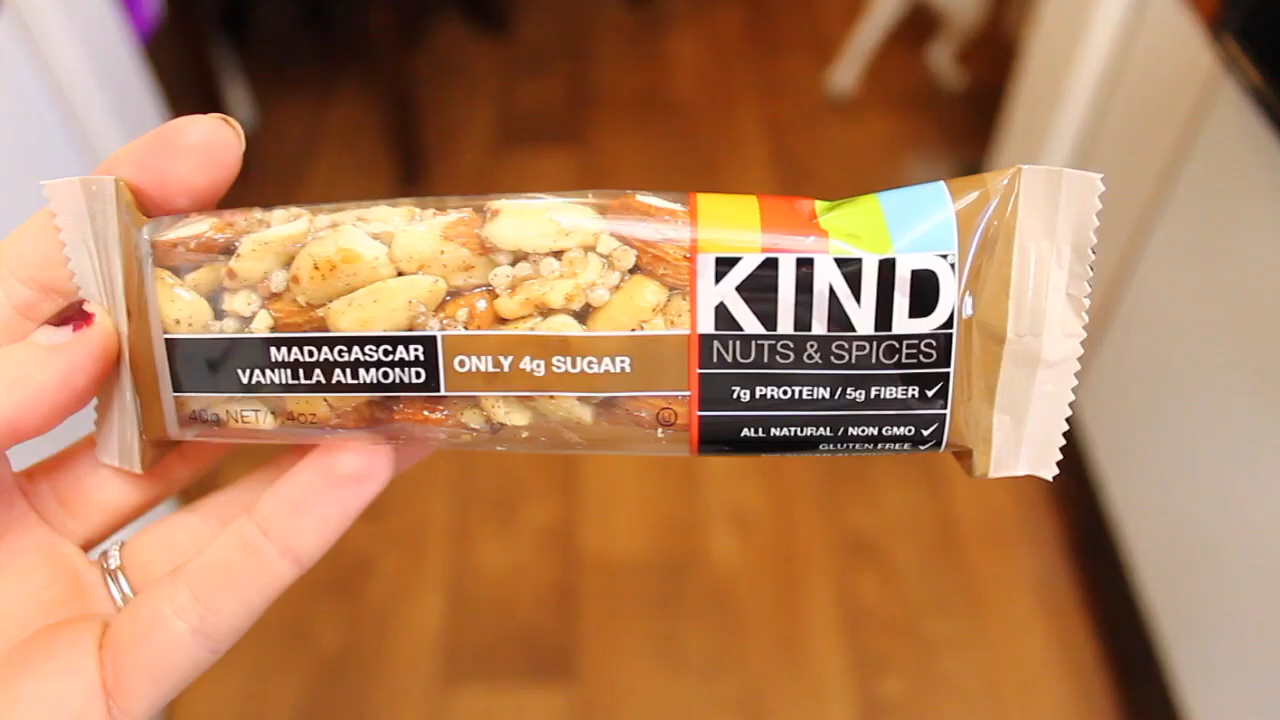 MADAGASCAR
VANILLA ALMOND
ONLY 4g SUGAR
40g NET/1.4oz
U
KIND®
NUTS & SPICES
7g PROTEIN / 5g FIBER ✓
ALL NATURAL / NON GMO ✓
GLUTEN FREE ✓